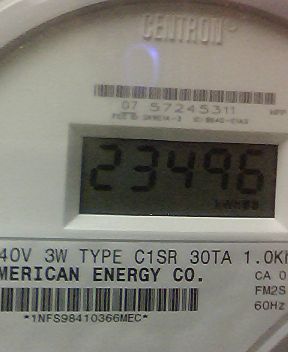 CENTRON
07 57245311
23496
kWh
40V 3W TYPE C1SR 30TA 1.0Kh
MERICAN ENERGY CO.
CA 0
FM2S
60Hz
*1NFS98410366MEC*